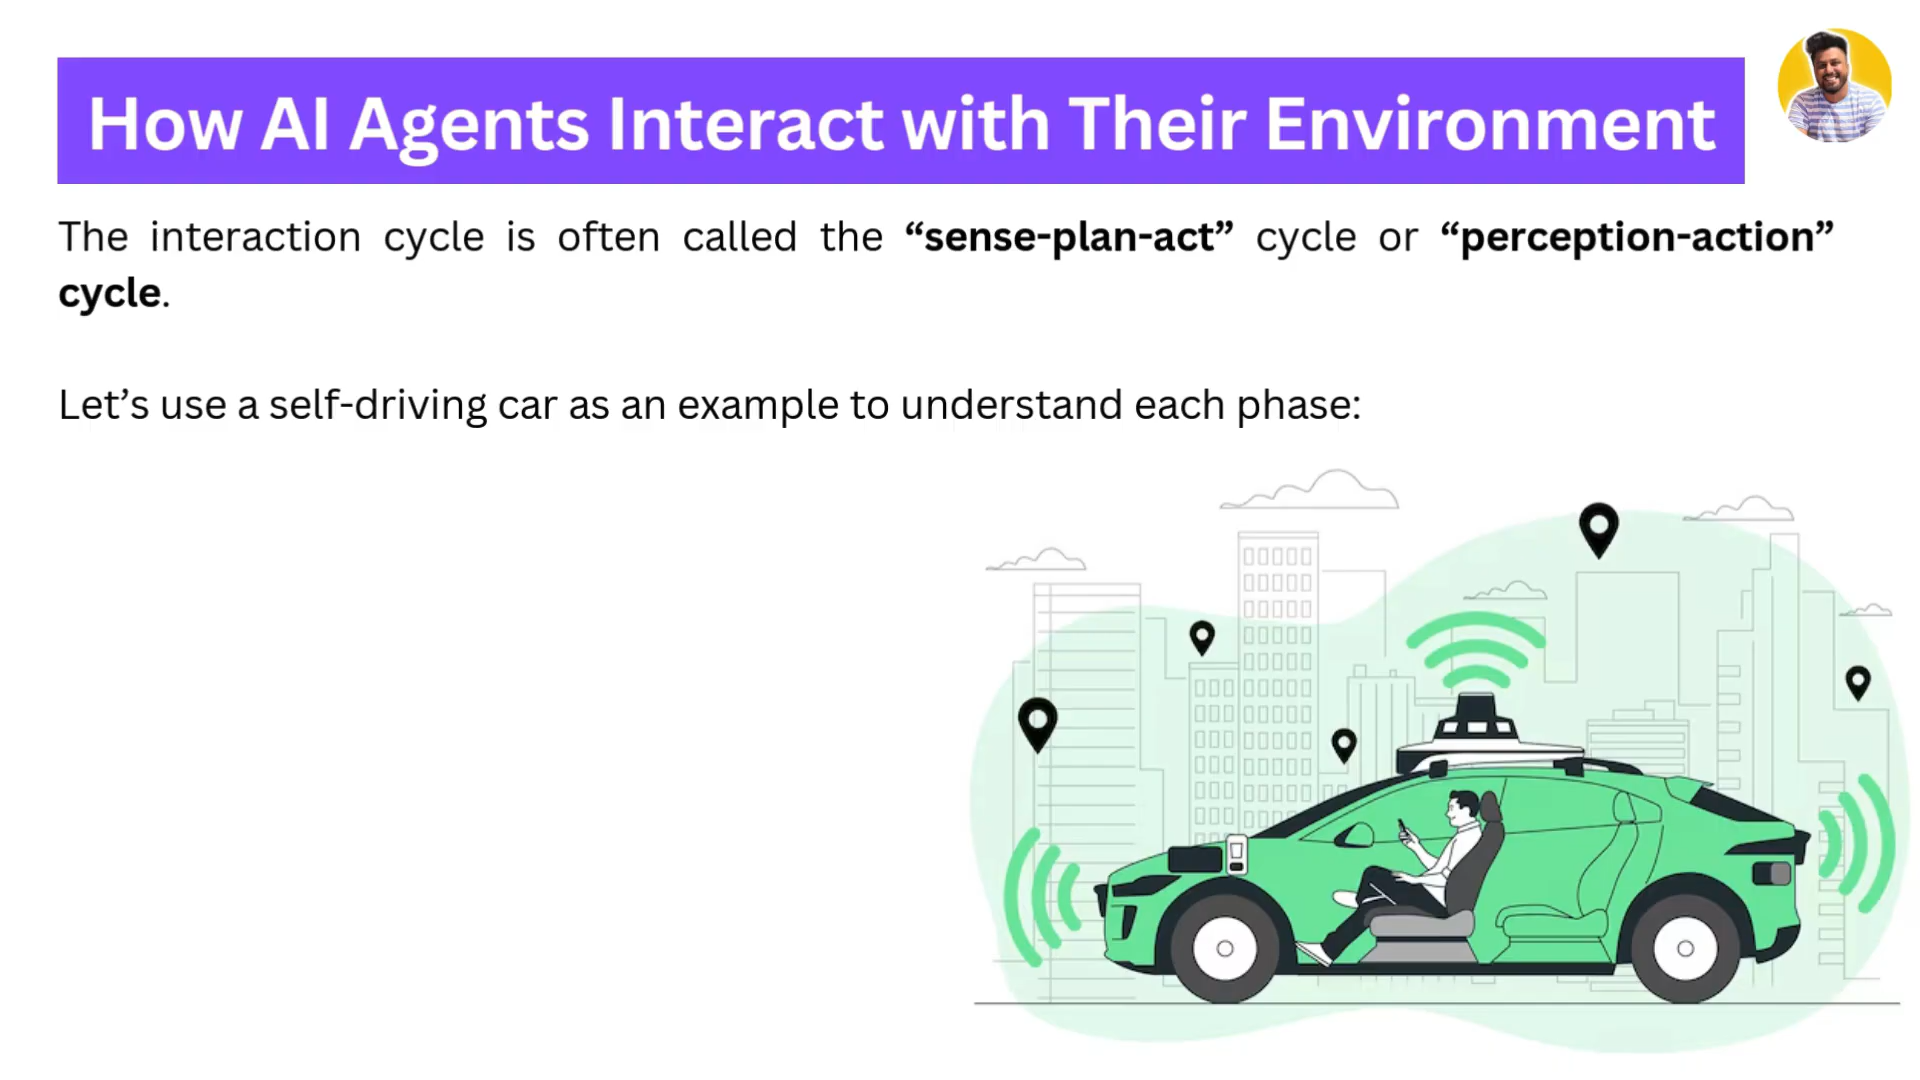 How AI Agents Interact with Their Environment
The interaction cycle is often called the “sense-plan-act” cycle or “perception-action”
cycle.
Let’s use a self-driving car as an example to understand each phase: